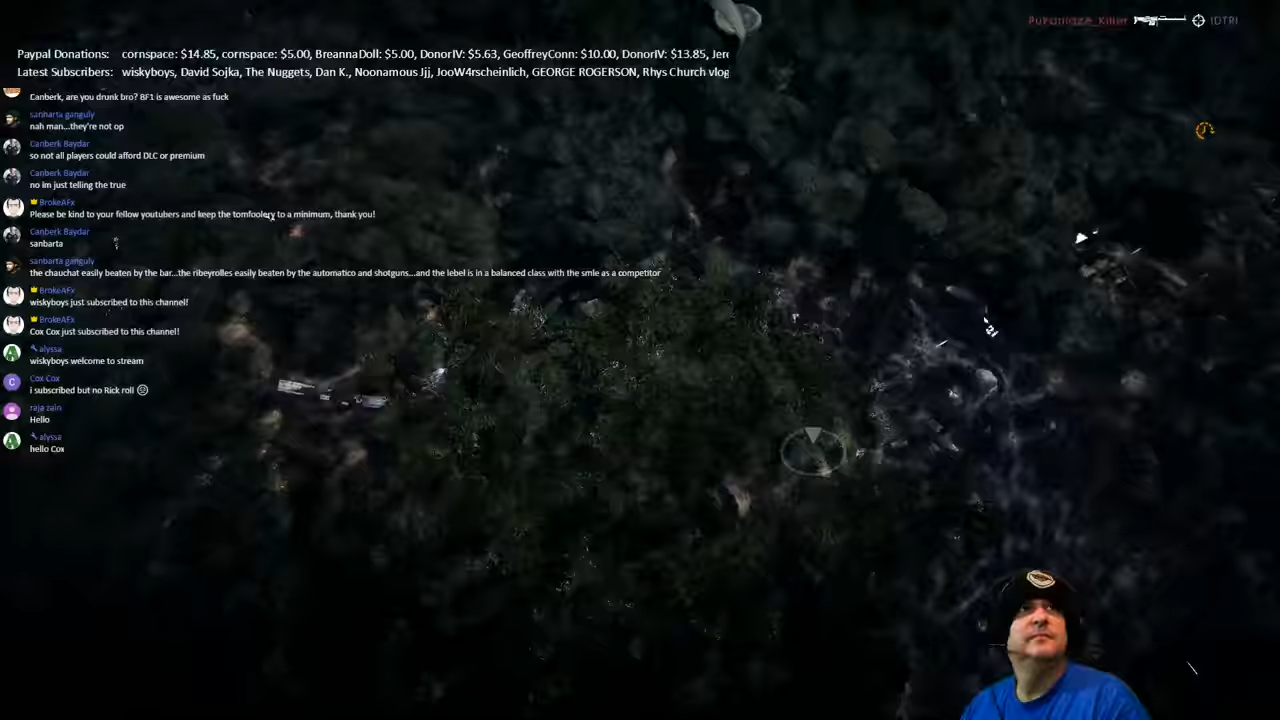 Pukamaze_Killer IDTRI
Paypal Donations: cornspace: $14.85, cornspace: $5.00, BreannaDoll: $5.00, DonorIV: $5.63, GeoffreyConn: $10.00, DonorIV: $13.85, Jere
Latest Subscribers: wiskyboys, David Sojka, The Nuggets, Dan K., Noonamous Jjj, JooW4rscheinlich, GEORGE ROGERSON, Rhys Church vlog
Canberk, are you drunk bro? BF1 is awesome as fuck
sanbarta ganguly
nah man...they're not op
Canberk Baydar
so not all players could afford DLC or premium
Canberk Baydar
no im just telling the true
BrokeAFx
Please be kind to your fellow youtubers and keep the tomfoolery to a minimum, thank you!
Canberk Baydar
sanbarta
sanbarta ganguly
the chauchat easily beaten by the bar...the ribeyrolles easily beaten by the automatico and shotguns...and the lebel is in a balanced class with the smle as a competitor
BrokeAFx
wiskyboys just subscribed to this channel!
BrokeAFx
Cox Cox just subscribed to this channel!
alyssa
wiskyboys welcome to stream
Cox Cox
i subscribed but no Rick roll
raja zain
Hello
alyssa
hello Cox